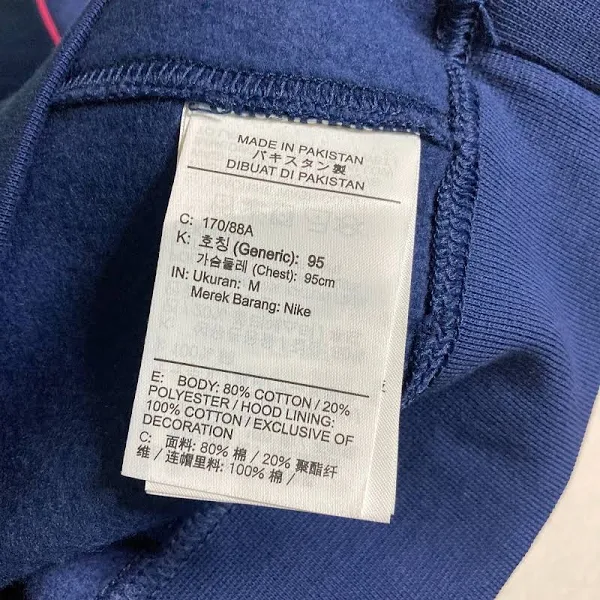 MADE IN PAKISTAN
パキスタン製
DIBUAT DI PAKISTAN
C: 170/88A
K: 호칭 (Generic): 95
가슴둘레 (Chest): 95cm
IN: Ukuran: M
Merek Barang: Nike
E: BODY: 80% COTTON / 20%
POLYESTER / HOOD LINING:
100% COTTON / EXCLUSIVE OF
DECORATION
C: 面料: 80% 棉 / 20% 聚酯纤
维 / 连帽里料: 100% 棉 /